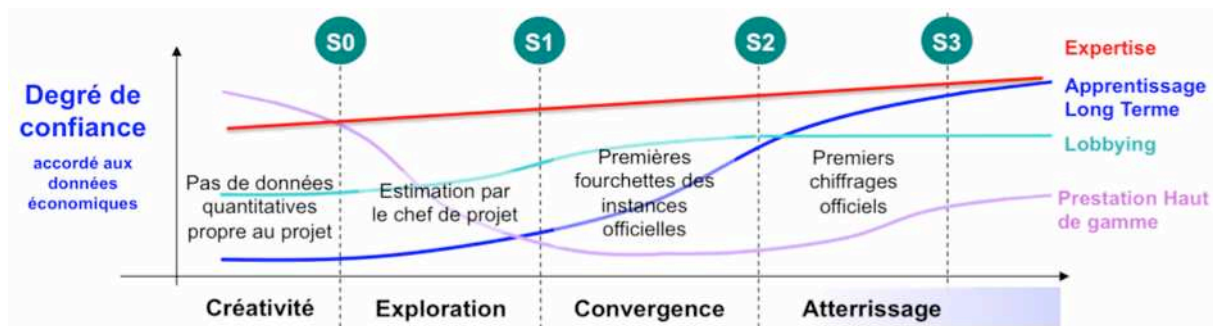 S0
S1
S2
S3
Expertise
Apprentissage
Long Terme
Lobbying
Prestation Haut
de gamme
Degré de
confiance
accordé aux
données
économiques
Pas de données
quantitatives
propre au projet
Estimation par
le chef de projet
Premières
fourchettes des
instances
officielles
Premiers
chiffrages
officiels
Créativité
Exploration
Convergence
Atterrissage